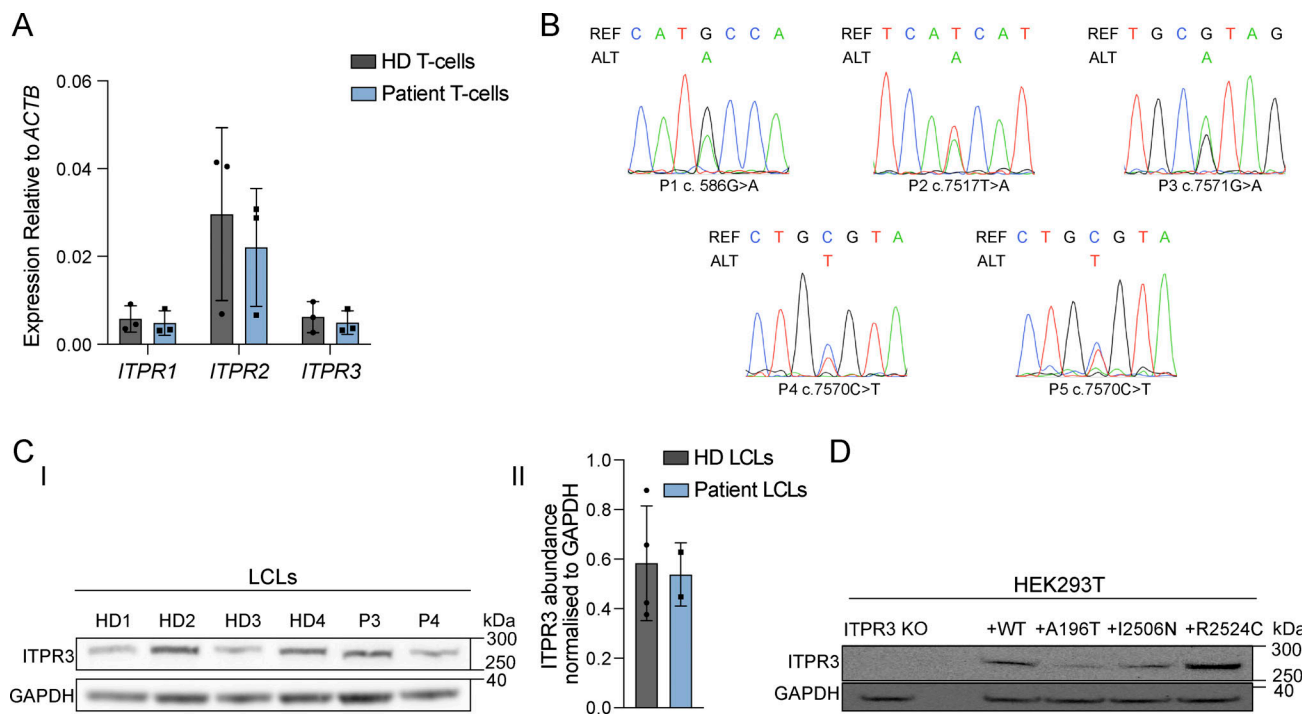 A
HD T-cells
Patient T-cells
Expression Relative to ACTB
0.06
0.04
0.02
0.00
ITPR1 ITPR2 ITPR3
B
REF C A T G C C A
ALT A
P1 c. 586G>A
REF T C A T C A T
ALT A
P2 c.7517T>A
REF T G C G T A G
ALT A
P3 c.7571G>A
REF C T G C G T A
ALT T
P4 c.7570C>T
REF C T G C G T A
ALT T
P5 c.7570C>T
C
I
LCLs
HD1 HD2 HD3 HD4 P3 P4 kDa
ITPR3
300
250
GAPDH
40
II
HD LCLs
Patient LCLs
ITPR3 abundance
normalised to GAPDH
1.0
0.8
0.6
0.4
0.2
0.0
D
HEK293T
ITPR3 KO +WT +A196T +I2506N +R2524C kDa
ITPR3
300
250
GAPDH
40